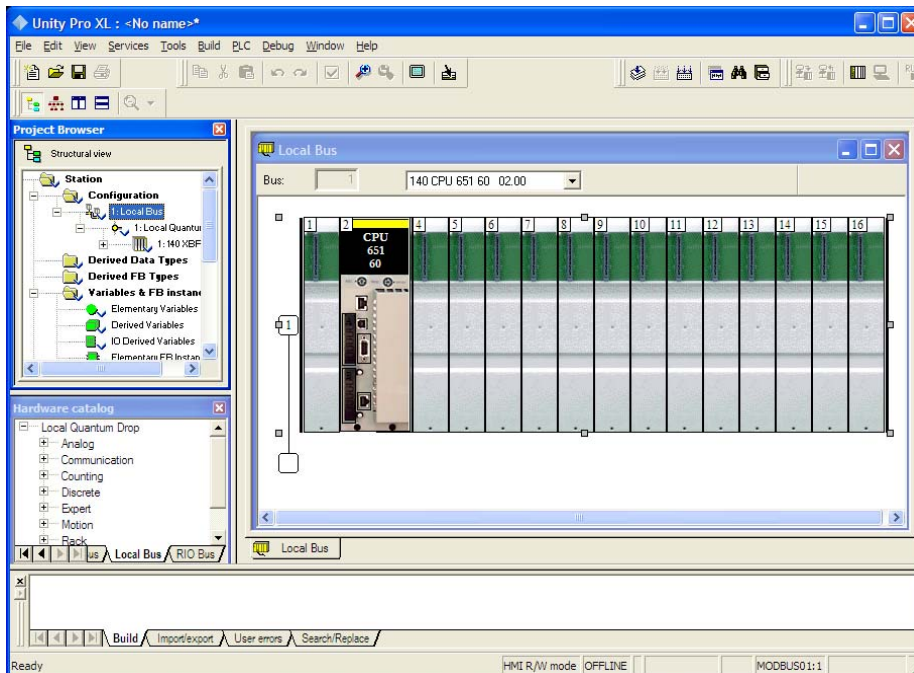 Unity Pro XL : <No name>*
File Edit View Services Tools Build PLC Debug Window Help
Project Browser
Structural view
Station
Configuration
1: Local Bus
1: Local Quantu
1: 140 XBF
Derived Data Types
Derived FB Types
Variables & FB instan
Elementary Variables
Derived Variables
IO Derived Variables
Elementary FB Instan
Hardware catalog
Local Quantum Drop
Analog
Communication
Counting
Discrete
Expert
Motion
Rack
us Local Bus RIO Bus
Local Bus
Bus: 1 140 CPU 651 60 02.00
1 2 4 5 6 7 8 9 10 11 12 13 14 15 16
CPU
651
60
1
Local Bus
Build Import/export User errors Search/Replace
Ready HMI R/W mode OFFLINE MODBUS01:1